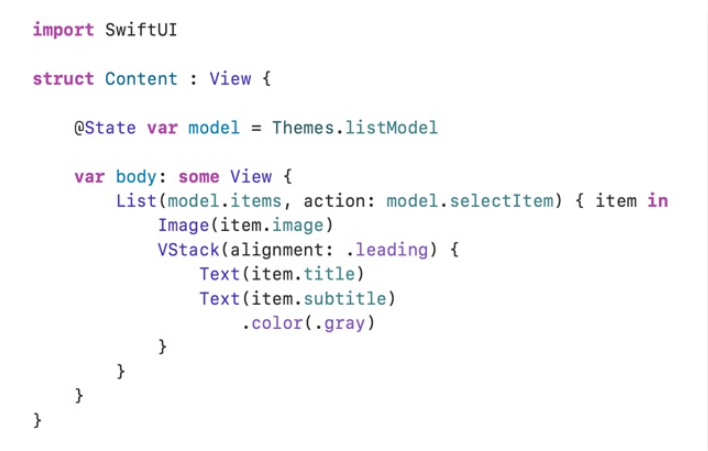 import SwiftUI
struct Content : View {
@State var model = Themes.listModel
var body: some View {
List(model.items, action: model.selectItem) { item in
Image(item.image)
VStack(alignment: .leading) {
Text(item.title)
Text(item.subtitle)
.color(.gray)
}
}
}
}